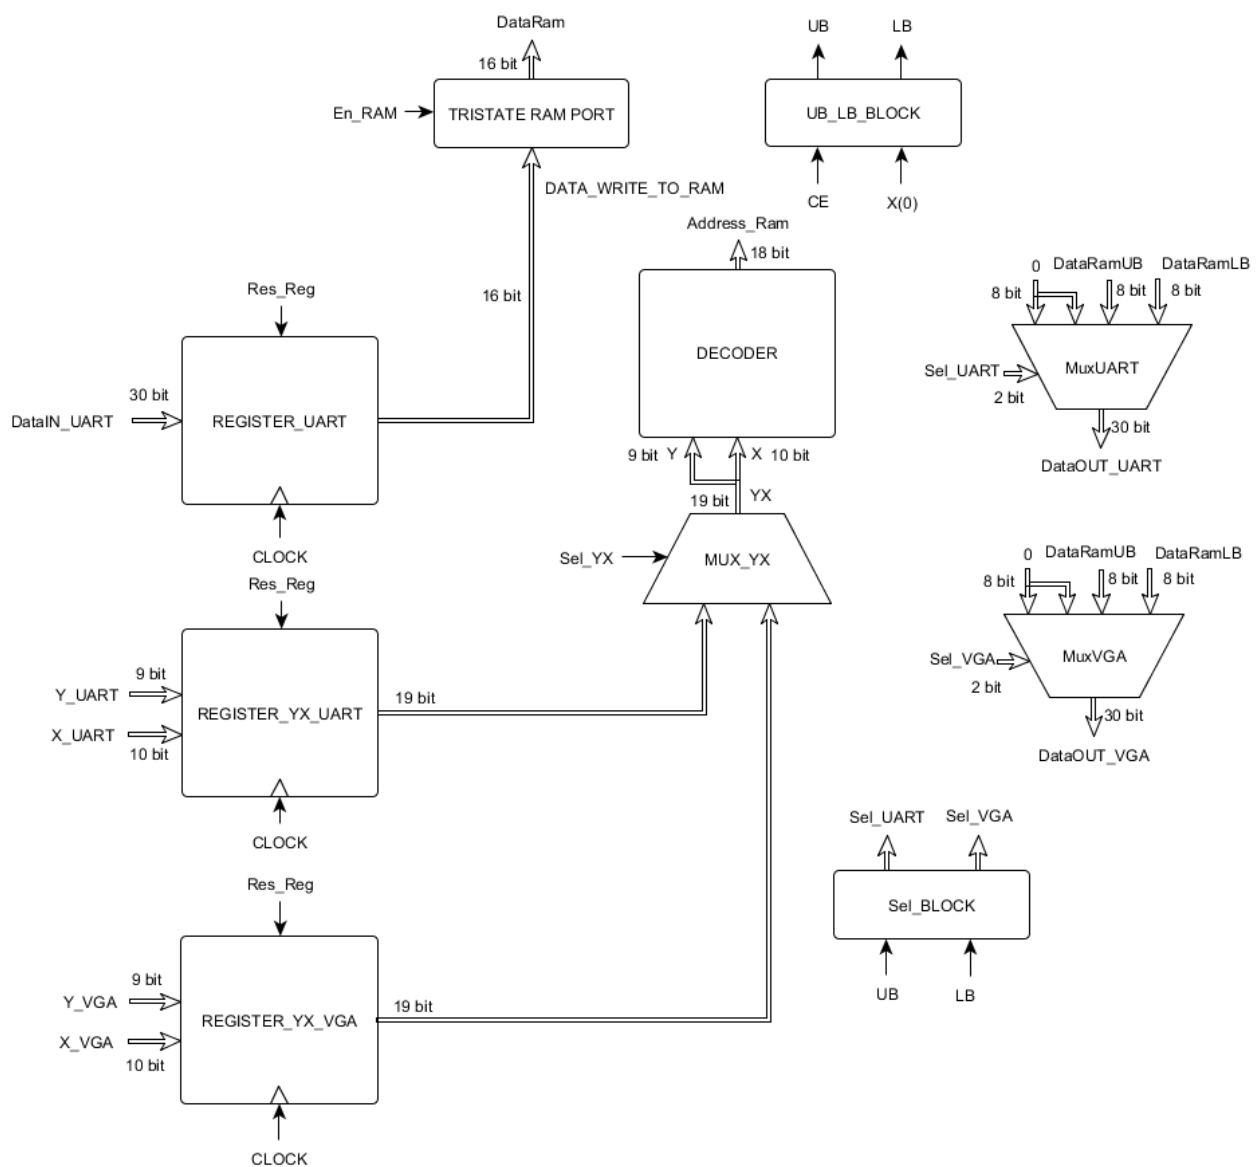 DataRam
16 bit
En_RAM
TRISTATE RAM PORT
DATA_WRITE_TO_RAM
UB
LB
UB_LB_BLOCK
CE
X(0)
Address_Ram
18 bit
DECODER
9 bit
Y
X
10 bit
19 bit
YX
Sel_YX
MUX_YX
Res_Reg
16 bit
30 bit
DataIN_UART
REGISTER_UART
CLOCK
Res_Reg
9 bit
Y_UART
X_UART
10 bit
REGISTER_YX_UART
19 bit
CLOCK
Res_Reg
9 bit
Y_VGA
X_VGA
10 bit
REGISTER_YX_VGA
19 bit
CLOCK
0
DataRamUB
DataRamLB
8 bit
8 bit
8 bit
Sel_UART
2 bit
MuxUART
30 bit
DataOUT_UART
0
DataRamUB
DataRamLB
8 bit
8 bit
8 bit
Sel_VGA
2 bit
MuxVGA
30 bit
DataOUT_VGA
Sel_UART
Sel_VGA
Sel_BLOCK
UB
LB